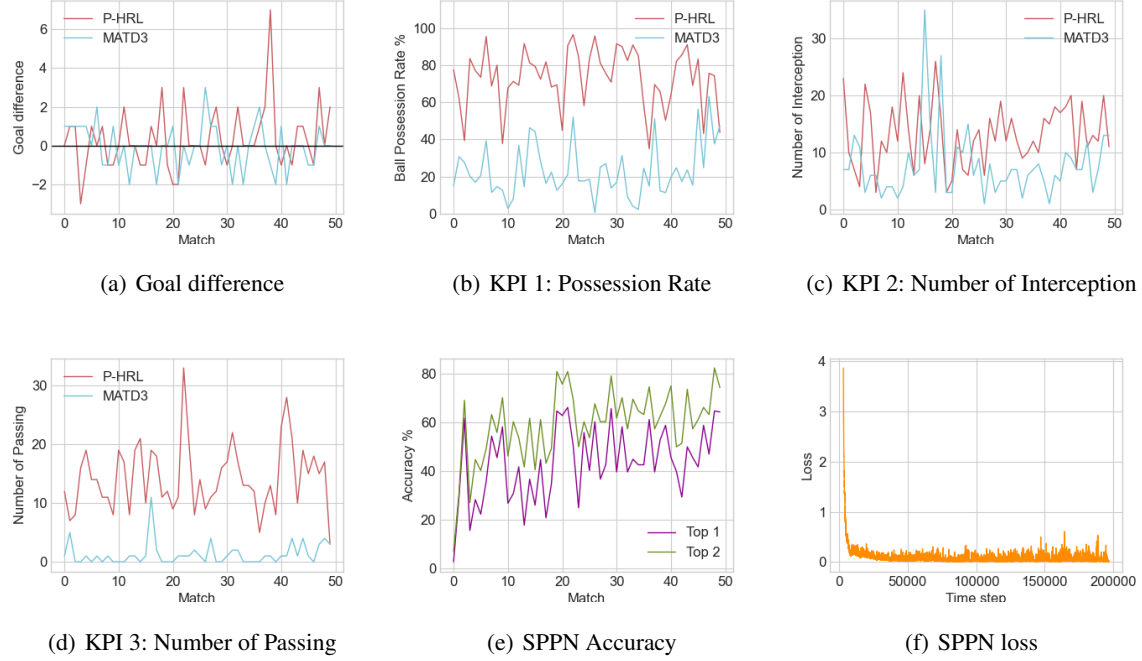 P-HRL
MATD3
6
4
2
0
−2
Goal difference
0 10 20 30 40 50
Match
(a) Goal difference
P-HRL
MATD3
100
80
60
40
20
0
Ball Possession Rate %
0 10 20 30 40 50
Match
(b) KPI 1: Possession Rate
P-HRL
MATD3
30
20
10
0
Number of Interception
0 10 20 30 40 50
Match
(c) KPI 2: Number of Interception
P-HRL
MATD3
30
20
10
0
Number of Passing
0 10 20 30 40 50
Match
(d) KPI 3: Number of Passing
80
60
40
20
0
Accuracy %
Top 1
Top 2
0 10 20 30 40 50
Match
(e) SPPN Accuracy
4
3
2
1
0
Loss
0 50000 100000 150000 200000
Time step
(f) SPPN loss